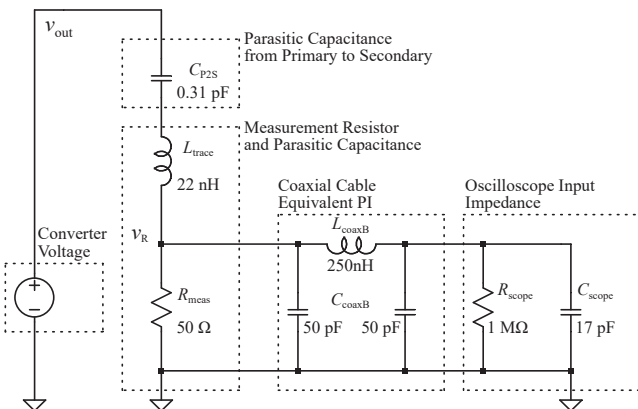 v_out
Parasitic Capacitance
from Primary to Secondary
C_P2S
0.31 pF
Measurement Resistor
and Parasitic Capacitance
L_trace
22 nH
Coaxial Cable
Equivalent PI
Oscilloscope Input
Impedance
L_coaxB
250nH
v_R
Converter
Voltage
+
−
R_meas
50 Ω
C_coaxB
50 pF
50 pF
R_scope
1 MΩ
C_scope
17 pF